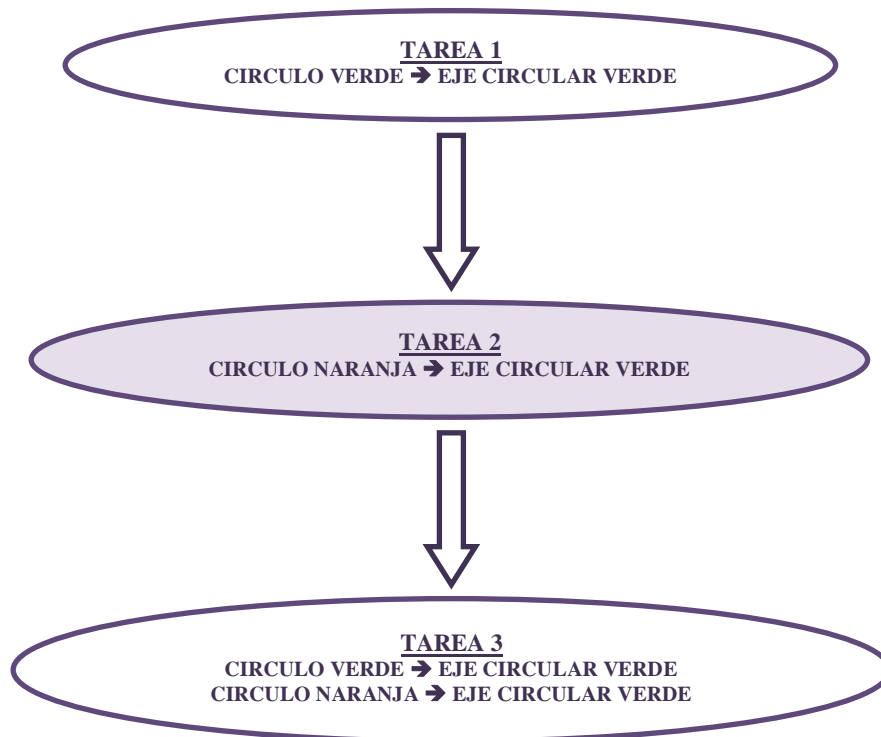 TAREA 1
CIRCULO VERDE ➔ EJE CIRCULAR VERDE
TAREA 2
CIRCULO NARANJA ➔ EJE CIRCULAR VERDE
TAREA 3
CIRCULO VERDE ➔ EJE CIRCULAR VERDE
CIRCULO NARANJA ➔ EJE CIRCULAR VERDE